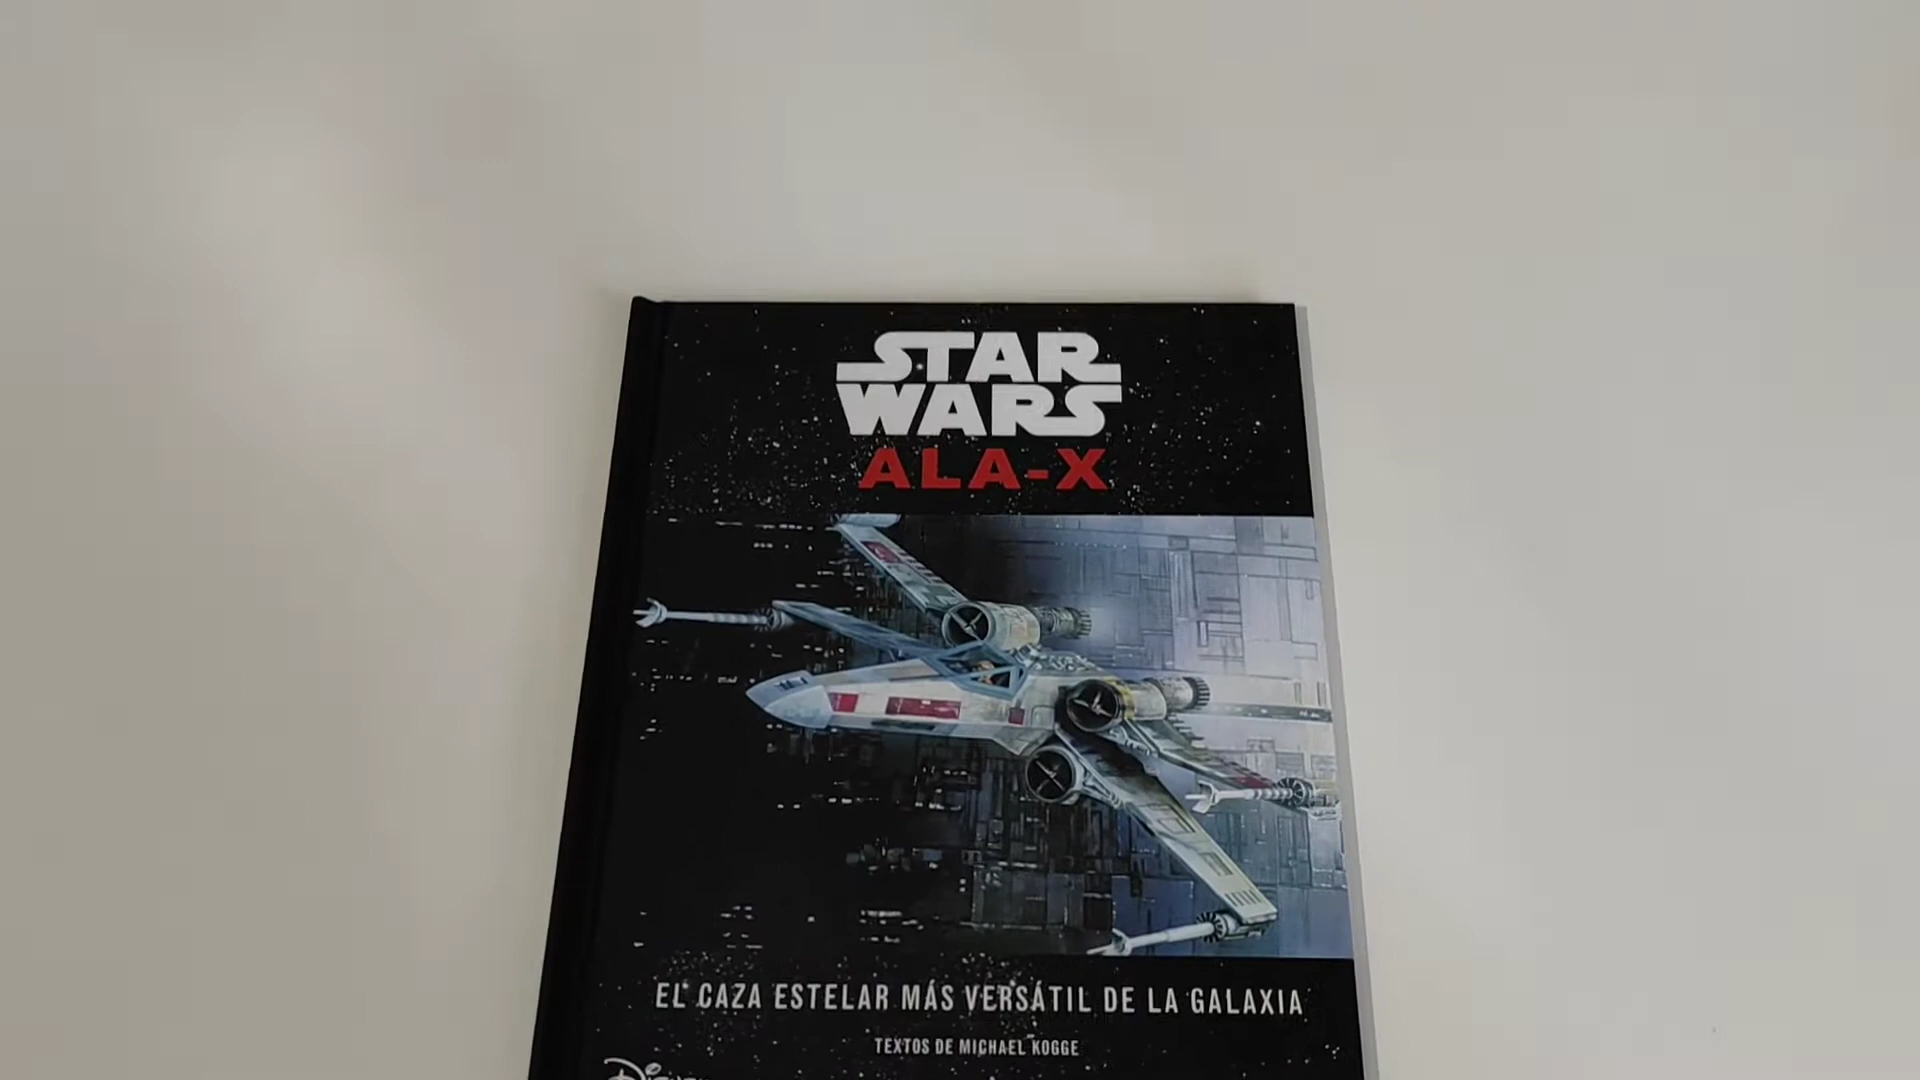 STAR
WARS
ALA-X
EL CAZA ESTELAR MÁS VERSÁTIL DE LA GALAXIA
TEXTOS DE MICHAEL KOGGE